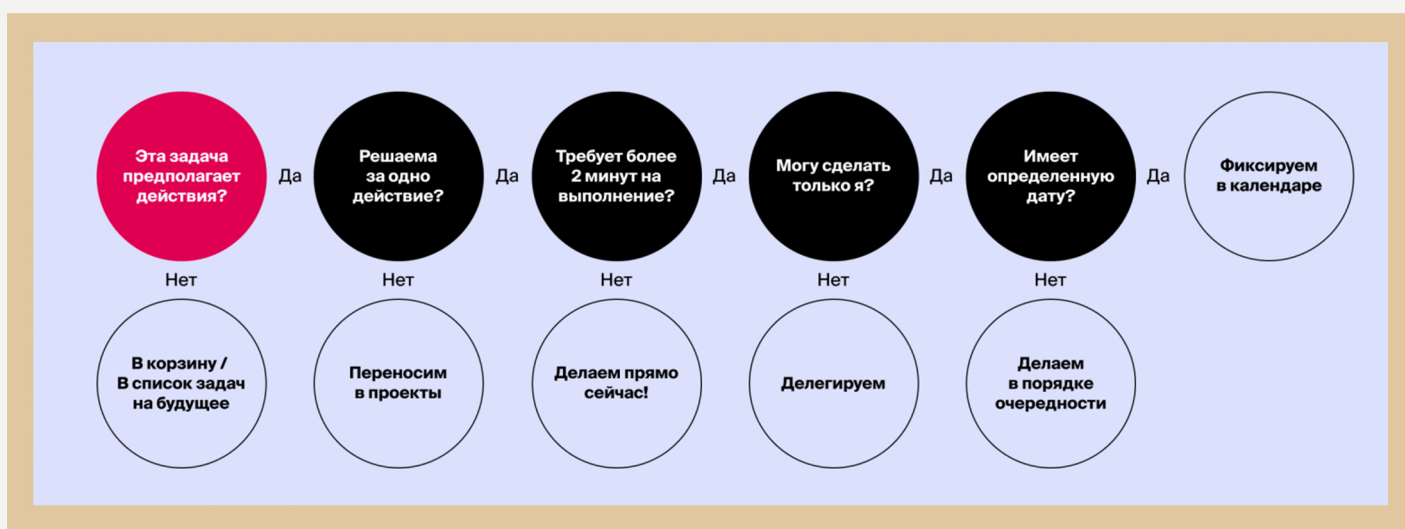 Эта задача
предполагает
действия?
Да
Решаема
за одно
действие?
Да
Требует более
2 минут на
выполнение?
Да
Могу сделать
только я?
Да
Имеет
определенную
дату?
Да
Фиксируем
в календаре
Нет
Нет
Нет
Нет
Нет
В корзину /
В список задач
на будущее
Переносим
в проекты
Делаем прямо
сейчас!
Делегируем
Делаем
в порядке
очередности